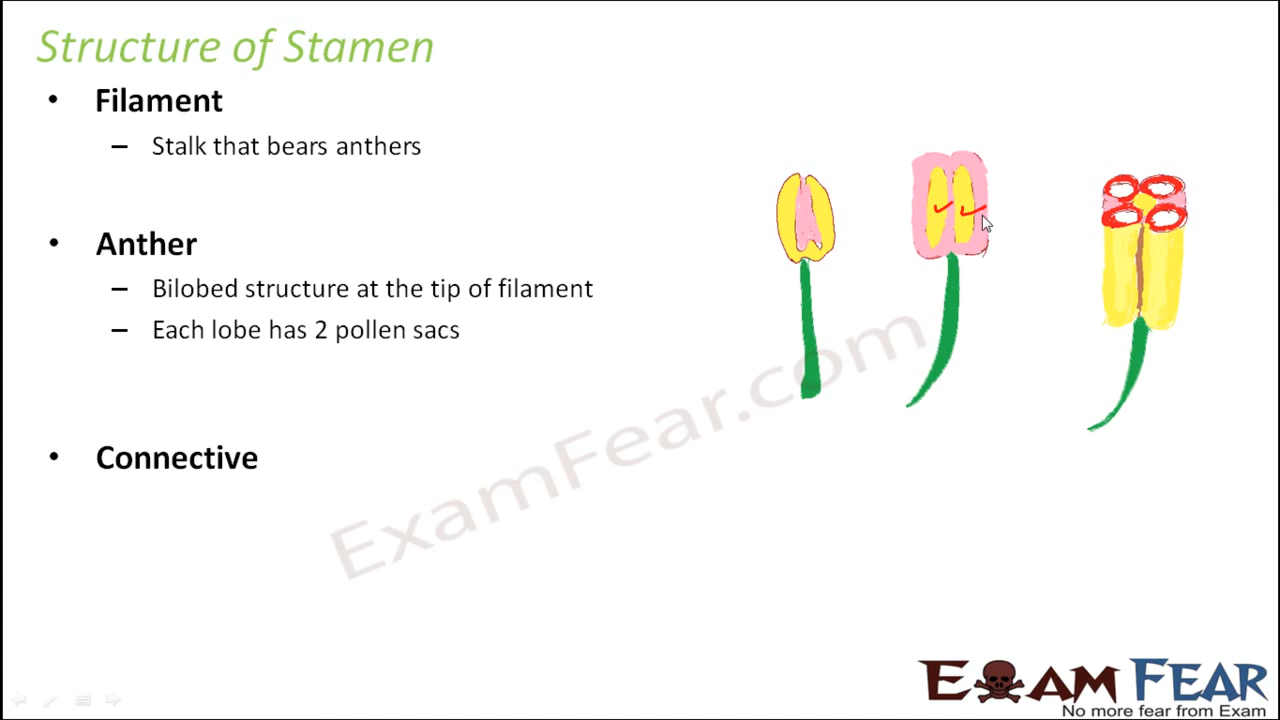 Structure of Stamen
• Filament
– Stalk that bears anthers
• Anther
– Bilobed structure at the tip of filament
– Each lobe has 2 pollen sacs
• Connective
ExamFear.com
EXAM FEAR
No more fear from Exam